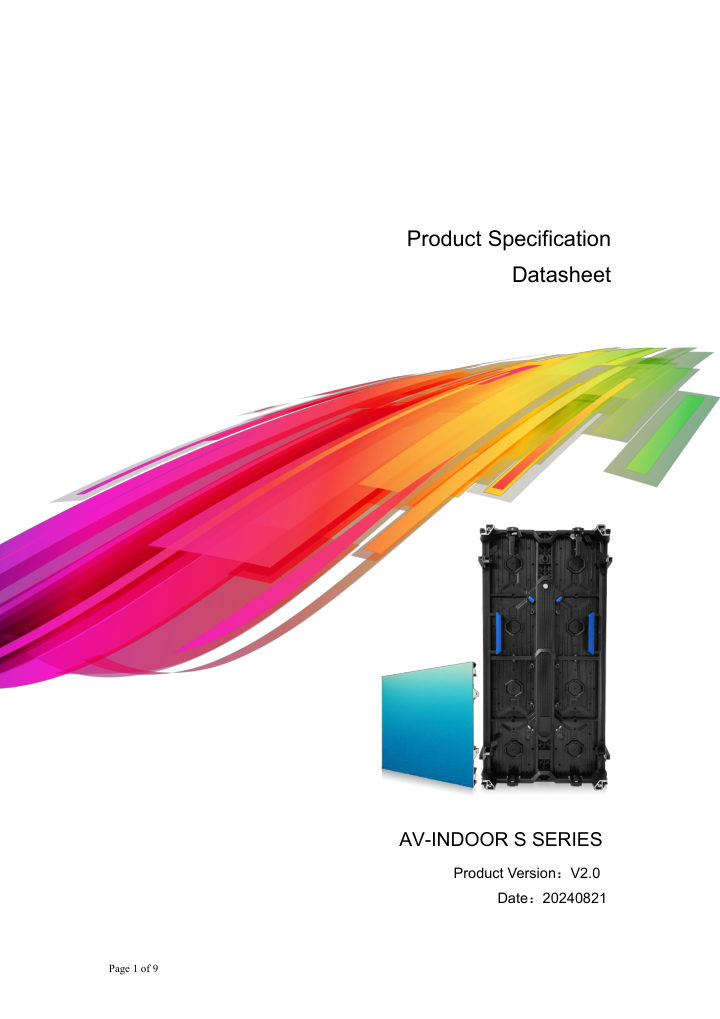 Product Specification
Datasheet
AV-INDOOR S SERIES
Product Version：V2.0
Date：20240821
Page 1 of 9